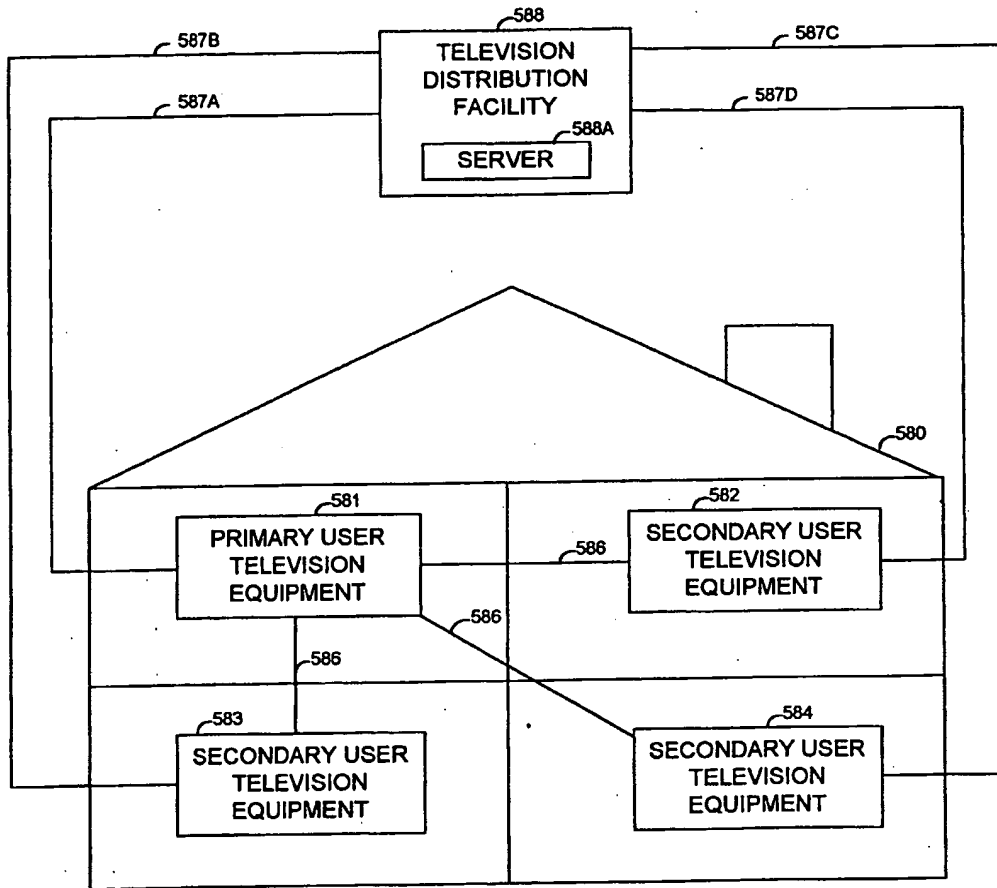 588
587B
587C
TELEVISION
DISTRIBUTION
FACILITY
587A
587D
588A
SERVER
580
581
582
PRIMARY USER
TELEVISION
EQUIPMENT
586
SECONDARY USER
TELEVISION
EQUIPMENT
586
586
583
SECONDARY USER
TELEVISION
EQUIPMENT
584
SECONDARY USER
TELEVISION
EQUIPMENT